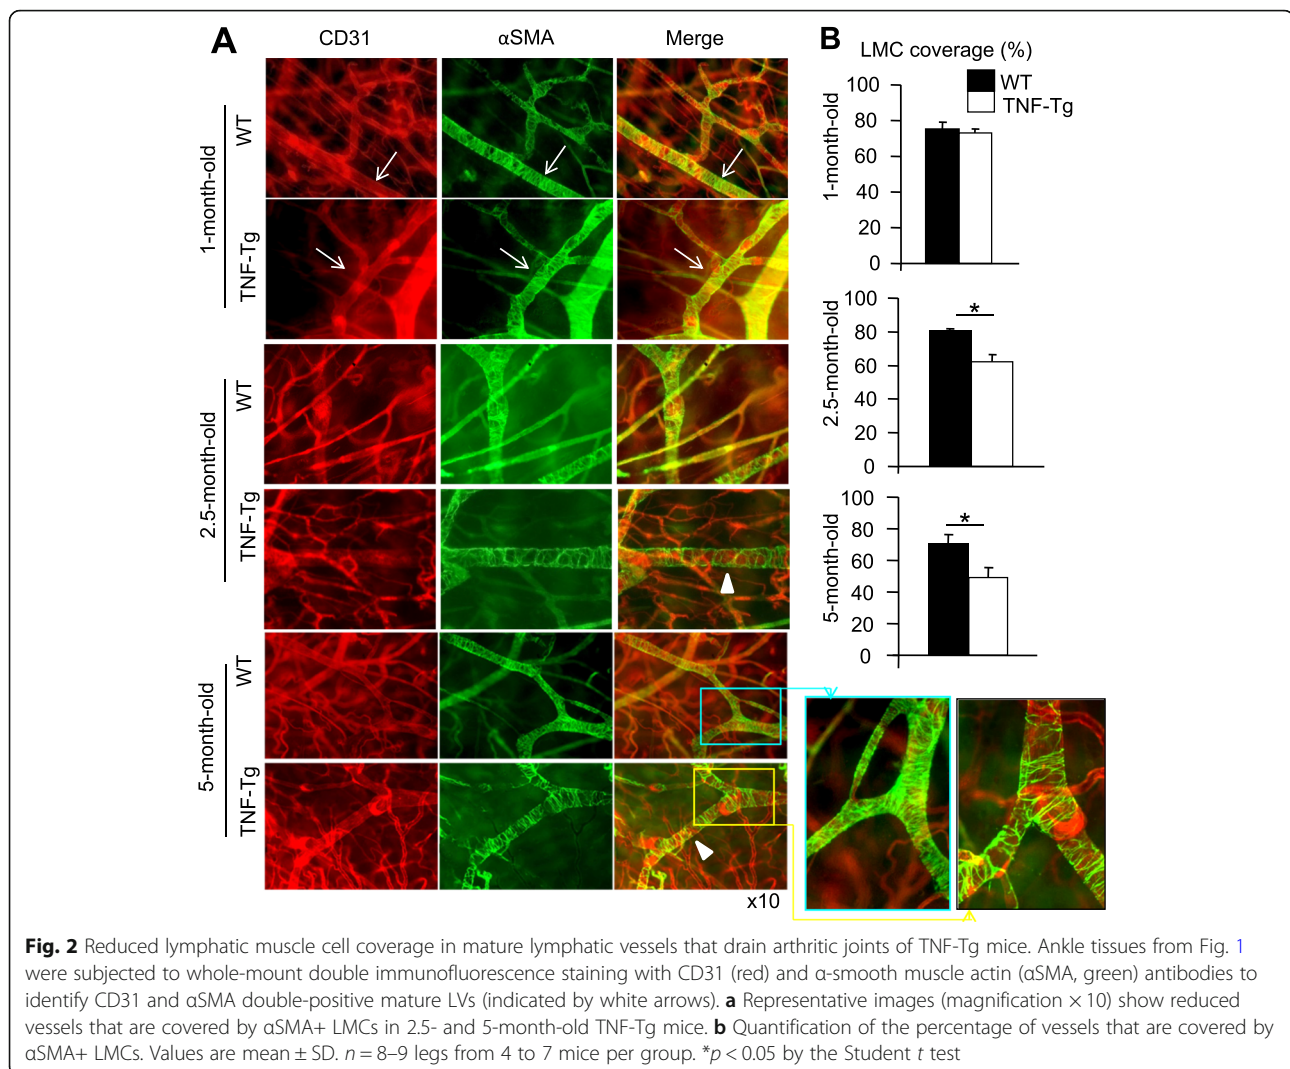 A
CD31 αSMA Merge
1-month-old
WT
TNF-Tg
2.5-month-old
WT
TNF-Tg
5-month-old
WT
TNF-Tg
x10
B
LMC coverage (%)
WT
TNF-Tg
1-month-old
100
80
60
40
20
0
2.5-month-old
100
80
60
40
20
0
*
5-month-old
100
80
60
40
20
0
*
Fig. 2 Reduced lymphatic muscle cell coverage in mature lymphatic vessels that drain arthritic joints of TNF-Tg mice. Ankle tissues from Fig. 1
were subjected to whole-mount double immunofluorescence staining with CD31 (red) and α-smooth muscle actin (αSMA, green) antibodies to
identify CD31 and αSMA double-positive mature LVs (indicated by white arrows). a Representative images (magnification × 10) show reduced
vessels that are covered by αSMA+ LMCs in 2.5- and 5-month-old TNF-Tg mice. b Quantification of the percentage of vessels that are covered by
αSMA+ LMCs. Values are mean ± SD. n = 8–9 legs from 4 to 7 mice per group. *p < 0.05 by the Student t test